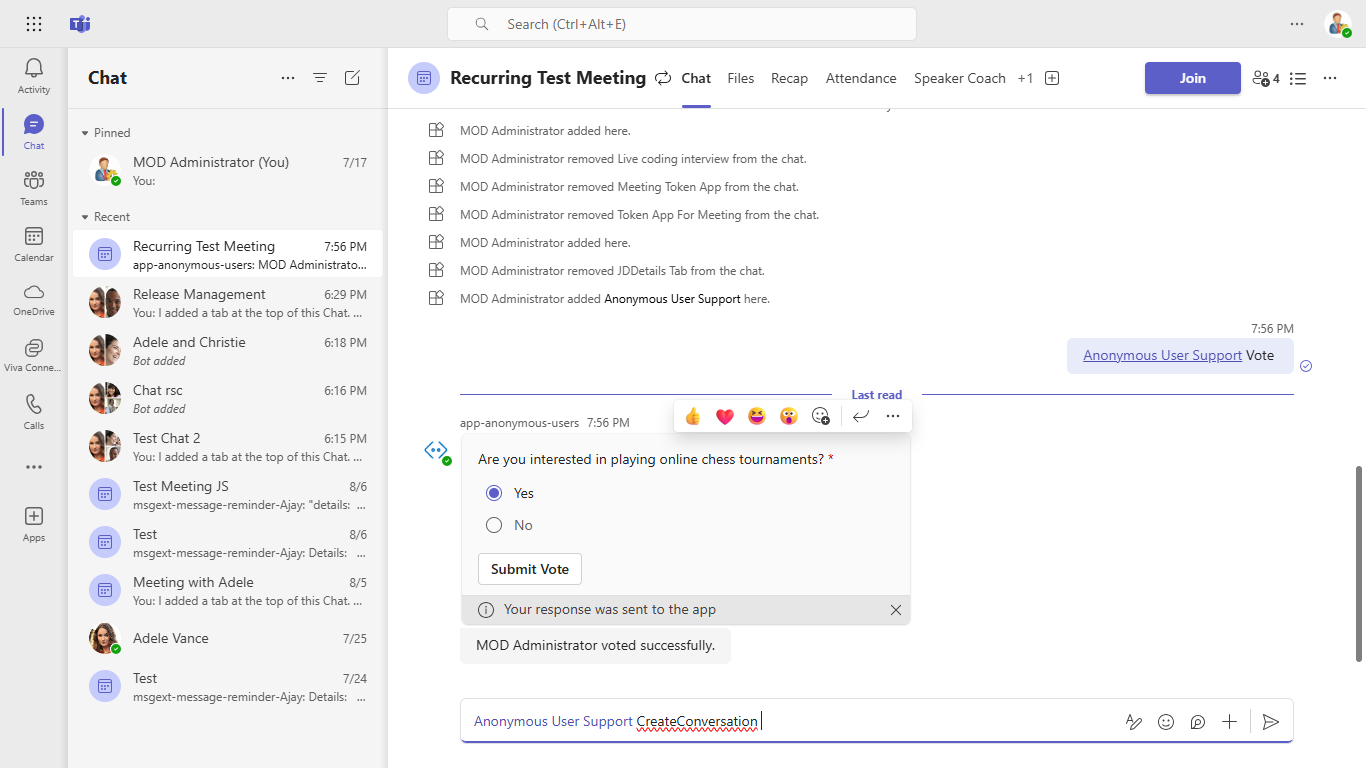 Search (Ctrl+Alt+E)
Activity
Chat
Teams
Calendar
OneDrive
Viva Conne...
Calls
Apps
Chat
Pinned
MOD Administrator (You) 7/17
You:
Recent
Recurring Test Meeting 7:56 PM
app-anonymous-users: MOD Administrato...
Release Management 6:29 PM
You: I added a tab at the top of this Chat. ...
Adele and Christie 6:18 PM
Bot added
Chat rsc 6:16 PM
Bot added
Test Chat 2 6:15 PM
You: I added a tab at the top of this Chat. ...
Test Meeting JS 8/6
msgext-message-reminder-Ajay: "details: ...
Test 8/6
msgext-message-reminder-Ajay: Details: ...
Meeting with Adele 8/5
You: I added a tab at the top of this Chat. ...
Adele Vance 7/25
Test 7/24
msgext-message-reminder-Ajay: Details: ...
Recurring Test Meeting Chat Files Recap Attendance Speaker Coach +1 Join 4
MOD Administrator added here.
MOD Administrator removed Live coding interview from the chat.
MOD Administrator removed Meeting Token App from the chat.
MOD Administrator removed Token App For Meeting from the chat.
MOD Administrator added here.
MOD Administrator removed JDDetails Tab from the chat.
MOD Administrator added Anonymous User Support here.
7:56 PM
Anonymous User Support Vote
Last read
app-anonymous-users 7:56 PM
Are you interested in playing online chess tournaments? *
Yes
No
Submit Vote
Your response was sent to the app
MOD Administrator voted successfully.
Anonymous User Support CreateConversation